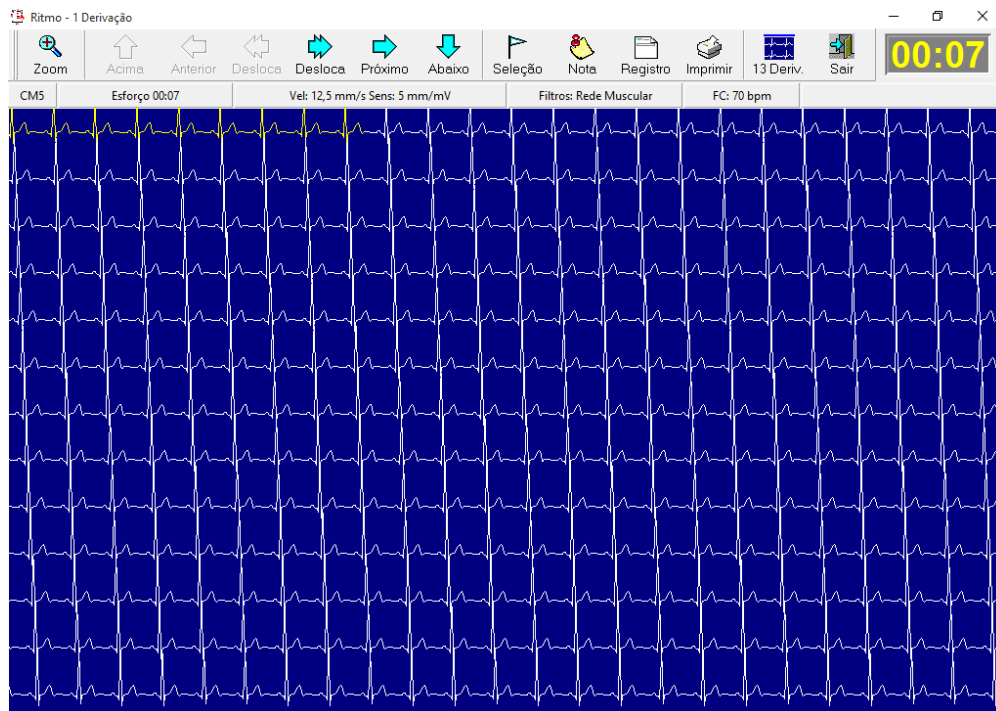 Ritmo - 1 Derivação
Zoom Acima Anterior Desloca Desloca Próximo Abaixo Seleção Nota Registro Imprimir 13 Deriv. Sair 00:07
CM5 Esforço 00:07 Vel: 12,5 mm/s Sens: 5 mm/mV Filtros: Rede Muscular FC: 70 bpm